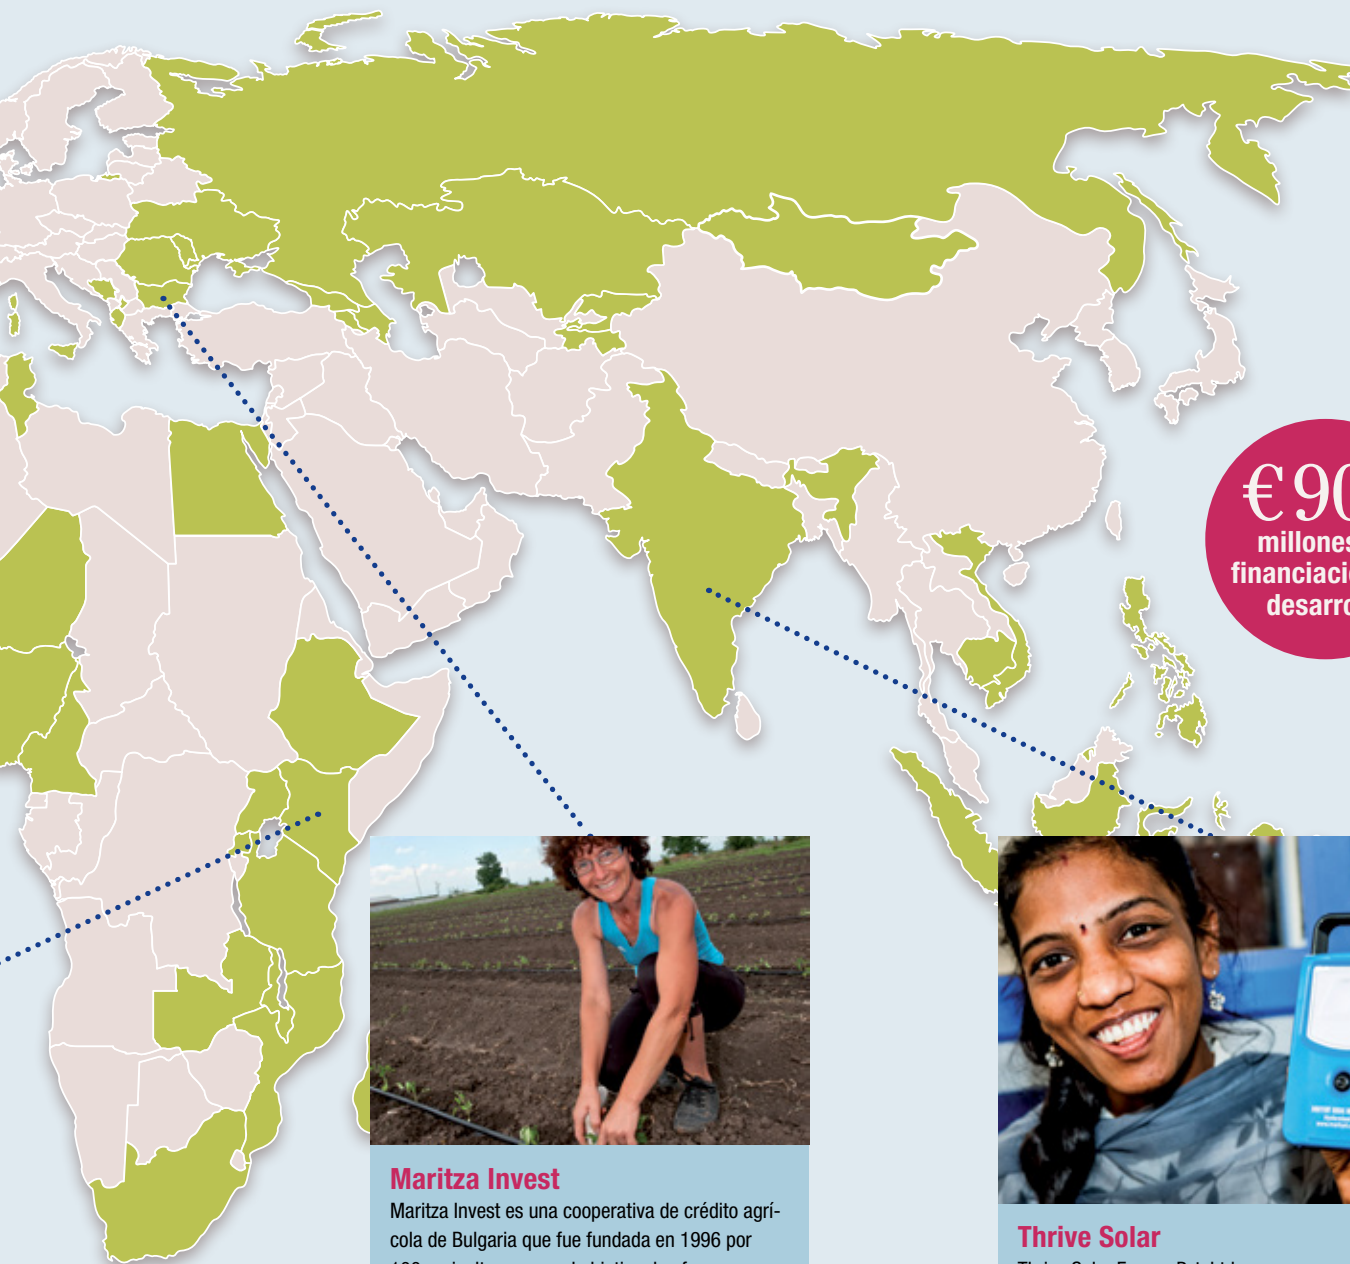 €90
millones
financiaci
desarro
Maritza Invest
Maritza Invest es una cooperativa de crédito agrí-
cola de Bulgaria que fue fundada en 1996 por
Thrive Solar